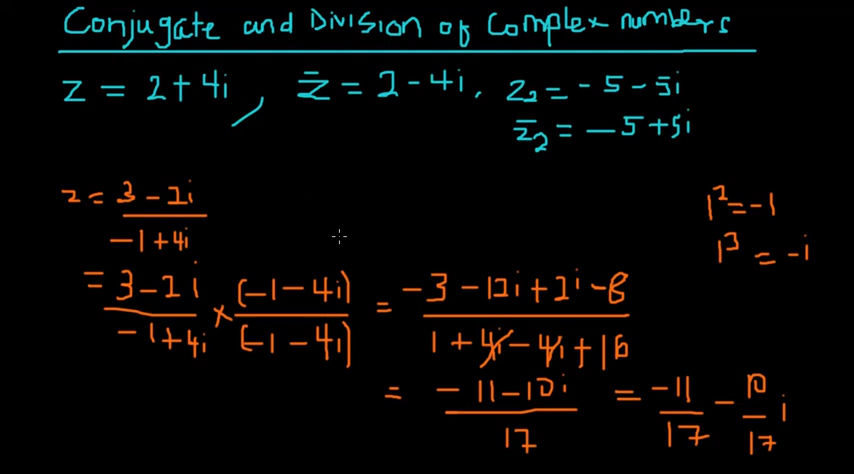 Conjugate and Division of Complex numbers
z = 2 + 4i, z̄ = 2 - 4i. z₂ = -5 - 5i
z̄₂ = -5 + 5i
z = (3 - 2i)/(-1 + 4i)
i² = -1
i³ = -i
= (3 - 2i)/(-1 + 4i) × (-1 - 4i)/(-1 - 4i) = (-3 - 12i + 2i - 8)/(1 + 4i - 4i + 16)
= (-11 - 10i)/17 = -11/17 - 10/17 i